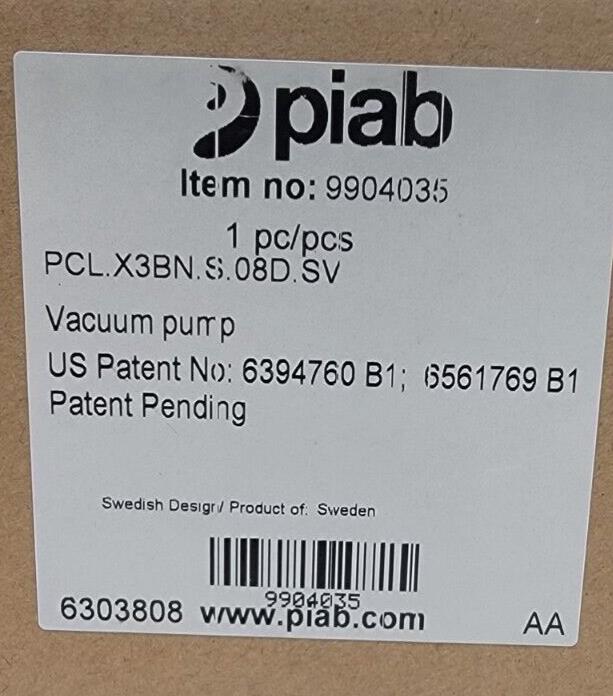 piab
Item no: 9904035
1 pc/pcs
PCL.X3BN.S.08D.SV
Vacuum pump
US Patent No: 6394760 B1; 6561769 B1
Patent Pending
Swedish Design/ Product of: Sweden
9904035
6303808 www.piab.com AA